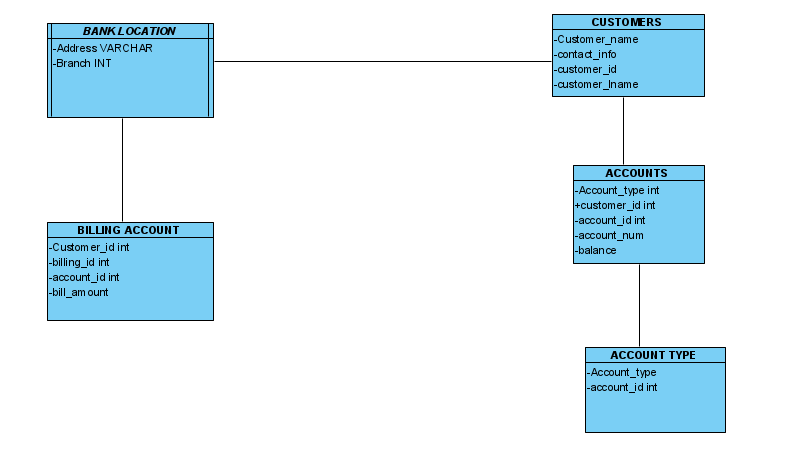 BANK LOCATION
-Address VARCHAR
-Branch INT
CUSTOMERS
-Customer_name
-contact_info
-customer_id
-customer_lname
ACCOUNTS
-Account_type int
+customer_id int
-account_id int
-account_num
-balance
BILLING ACCOUNT
-Customer_id int
-billing_id int
-account_id int
-bill_amount
ACCOUNT TYPE
-Account_type
-account_id int